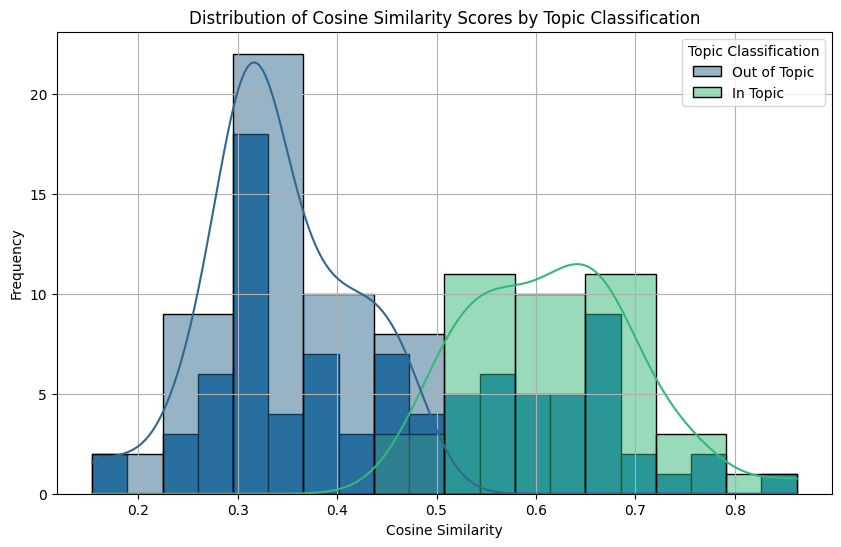 Distribution of Cosine Similarity Scores by Topic Classification
Topic Classification
Out of Topic
In Topic
Frequency
20
15
10
5
0
0.2 0.3 0.4 0.5 0.6 0.7 0.8
Cosine Similarity